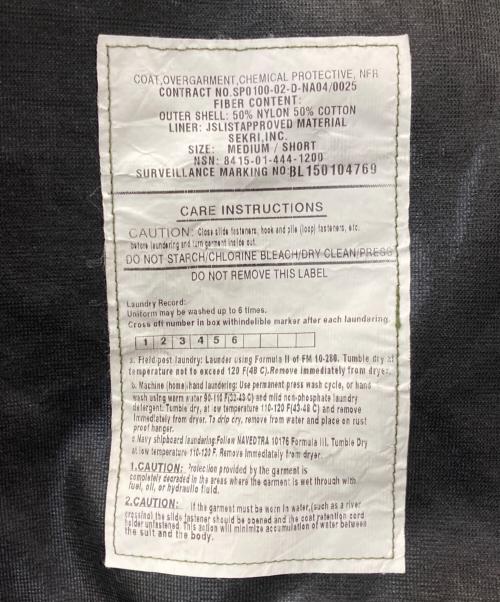 COAT,OVERGARMENT,CHEMICAL PROTECTIVE, NFR
CONTRACT NO.SP0100-02-D-NA04/0025
FIBER CONTENT:
OUTER SHELL: 50% NYLON 50% COTTON
LINER: JSLISTAPPROVED MATERIAL
SEKRI,INC.
SIZE: MEDIUM / SHORT
NSN: 8415-01-444-1200
SURVEILLANCE MARKING NO:BL150104769
CARE INSTRUCTIONS
CAUTION: Close slide fasteners, hook and pile (loop) fasteners, etc.
before laundering and turn garment inside out.
DO NOT STARCH/CHLORINE BLEACH/DRY CLEAN/PRESS
DO NOT REMOVE THIS LABEL
Laundry Record:
Uniform may be washed up to 6 times.
Cross off number in box withindelible marker after each laundering.
1 2 3 4 5 6
a. Field post laundry: Launder using Formula II of FM 10-280. Tumble dry at
temperature not to exceed 120 F(48 C).Remove immediately from dryer.
b. Machine (home)hand laundering: Use permanent press wash cycle, or hand
wash using warm water 90-110 F(32-43 C) and mild non-phosphate laundry
detergent. Tumble dry, at low temperature 110-120 F(43-48 C) and remove
immediately from dryer. To drip dry, remove from water and place on rust
proof hanger.
c.Navy shipboard laundering:Follow NAVEDTRA 10176 Formula III. Tumble Dry
at low temperature 110-120 F. Remove immediately from dryer.
1.CAUTION: Protection provided by the garment is
completely degraded in the areas where the garment is wet through with
fuel, oil, or hydraulic fluid.
2.CAUTION: If the garment must be worn in water,(such as a river
crossing) the slide fastener should be opened and the coat retention cord
holder unfastened. This action will minimize accumulation of water between
the suit and the body.